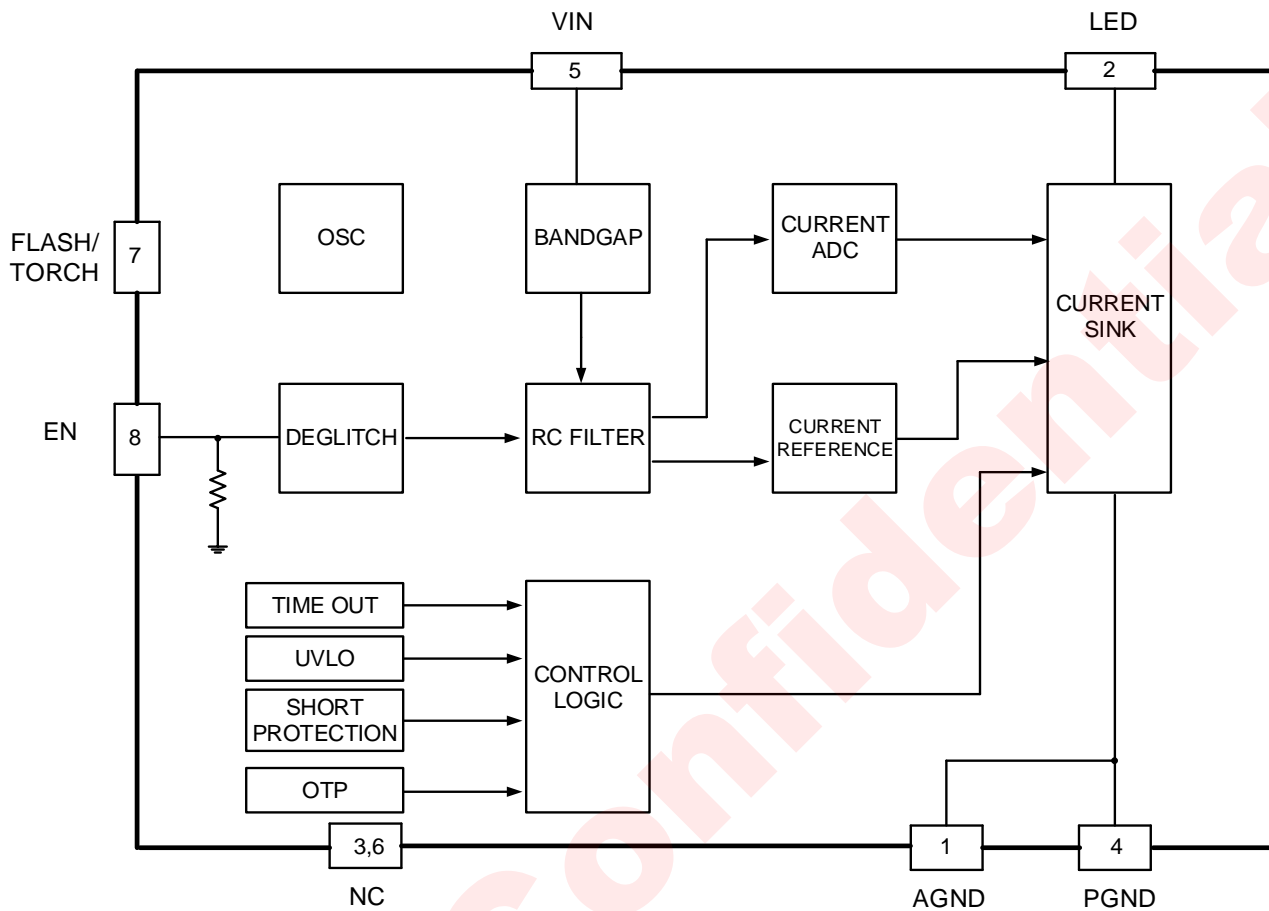 VIN
LED
5
2
FLASH/
TORCH
7
OSC
BANDGAP
CURRENT
ADC
CURRENT
SINK
EN
8
DEGLITCH
RC FILTER
CURRENT
REFERENCE
TIME OUT
UVLO
SHORT
PROTECTION
OTP
CONTROL
LOGIC
3,6
1
4
NC
AGND
PGND
Confidential